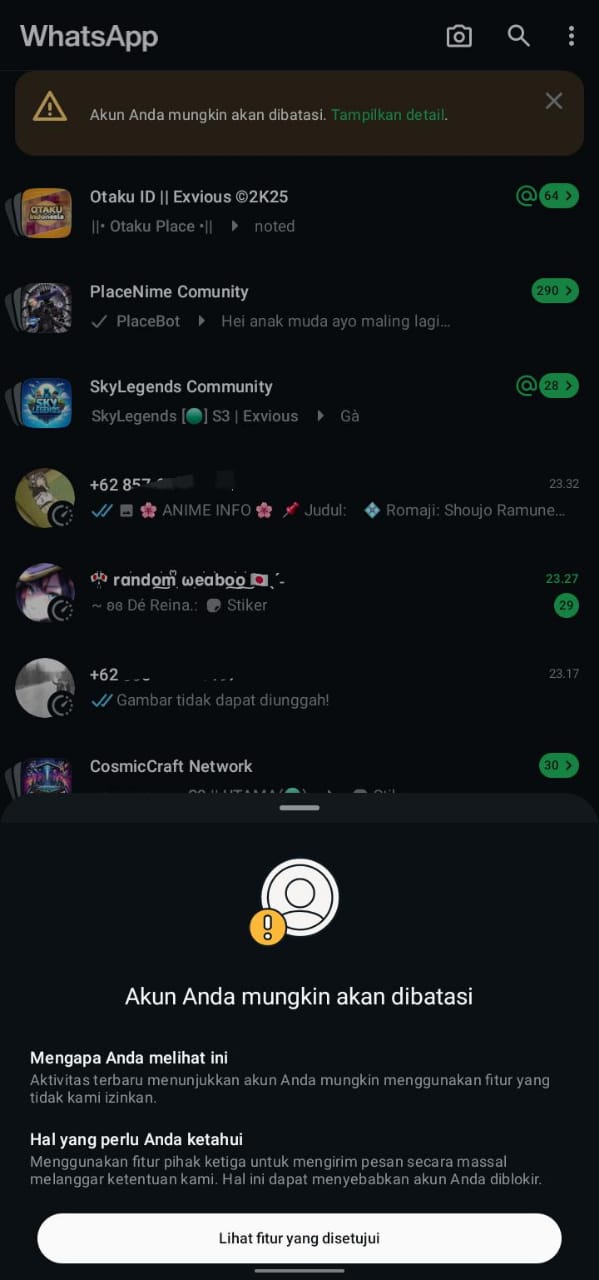 WhatsApp
Akun Anda mungkin akan dibatasi. Tampilkan detail.
Otaku ID || Exvious ©2K25
64
||• Otaku Place •|| noted
PlaceNime Comunity
290
PlaceBot Hei anak muda ayo maling lagi...
SkyLegends Community
28
SkyLegends [🟢] S3 | Exvious Gà
+62 857
23.32
🌸 ANIME INFO 🌸 📌 Judul: 💠 Romaji: Shoujo Ramune...
random weaboo 🇯🇵
23.27
~ ʚɞ Dé Reina.: Stiker
29
+62
23.17
Gambar tidak dapat diunggah!
CosmicCraft Network
30
Akun Anda mungkin akan dibatasi
Mengapa Anda melihat ini
Aktivitas terbaru menunjukkan akun Anda mungkin menggunakan fitur yang
tidak kami izinkan.
Hal yang perlu Anda ketahui
Menggunakan fitur pihak ketiga untuk mengirim pesan secara massal
melanggar ketentuan kami. Hal ini dapat menyebabkan akun Anda diblokir.
Lihat fitur yang disetujui